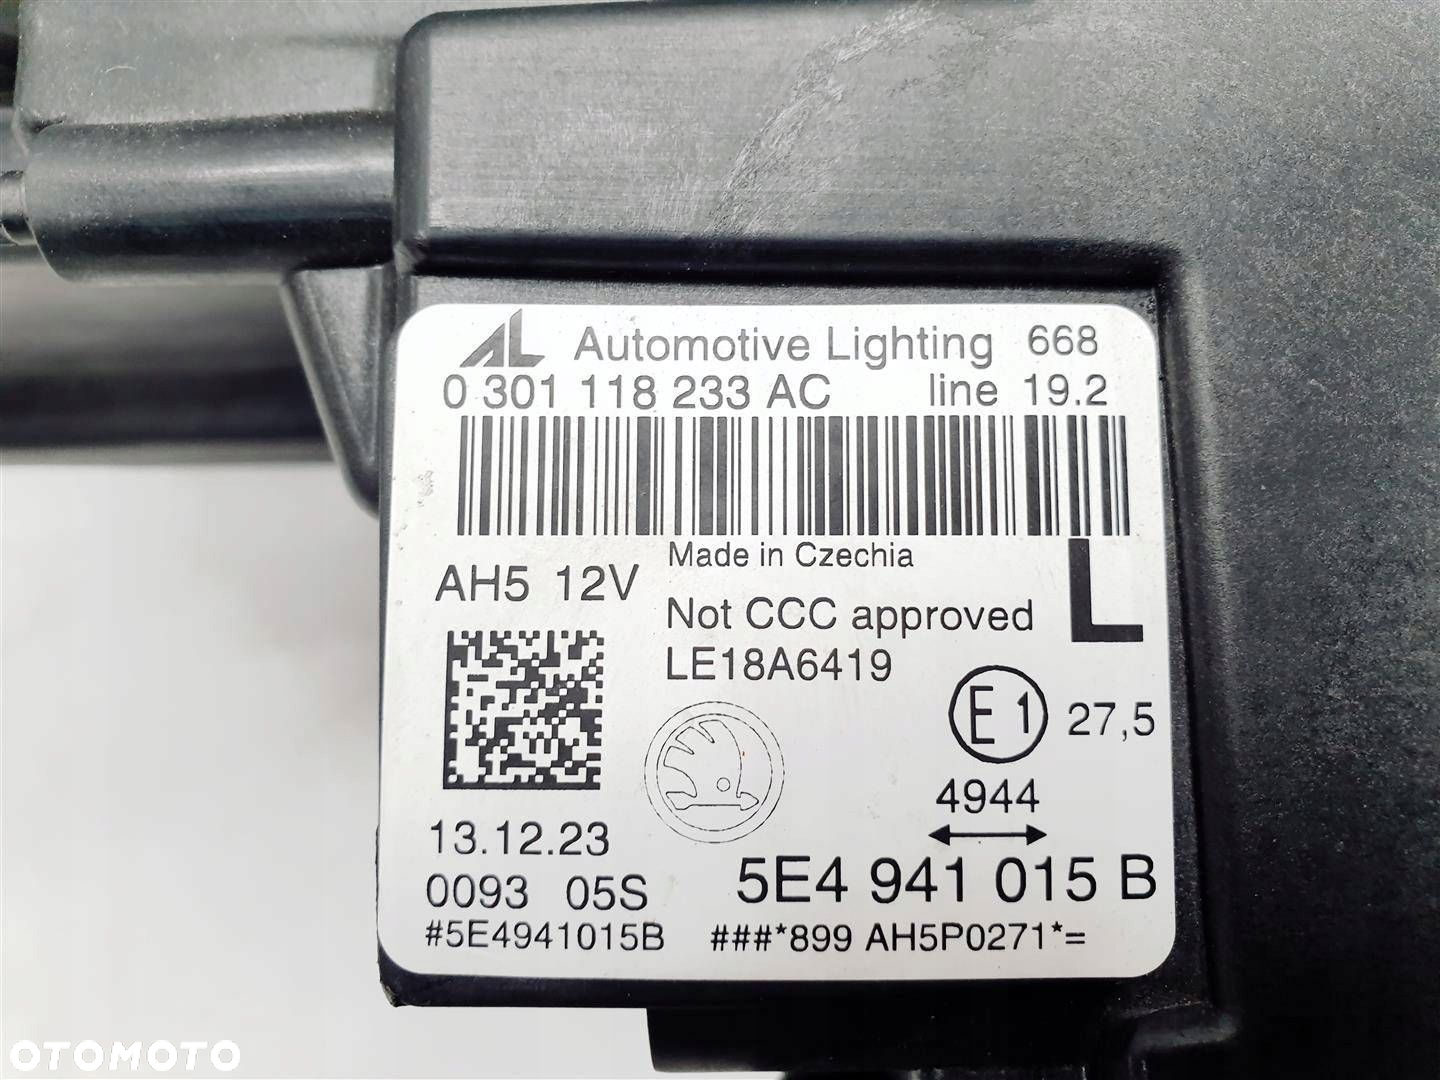 AL Automotive Lighting 668
0 301 118 233 AC line 19.2
Made in Czechia
AH5 12V
L
Not CCC approved
LE18A6419
E1 27,5
4944
13.12.23
0093 05S
5E4 941 015 B
#5E4941015B ###*899 AH5P0271*=
OTOMOTO